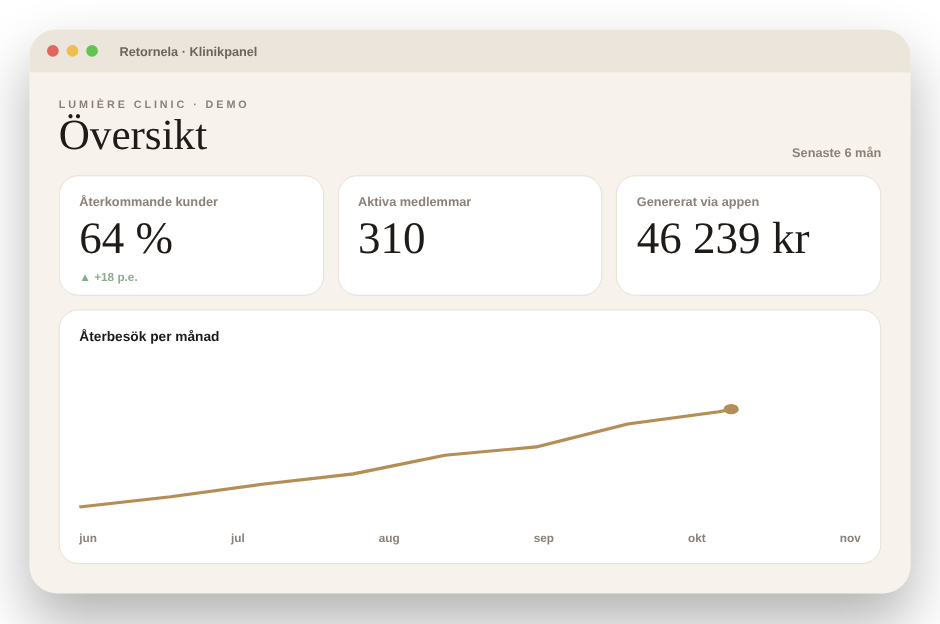 Retornela · Klinikpanel
LUMIÈRE CLINIC · DEMO
Översikt
Senaste 6 mån
Återkommande kunder
64 %
▲ +18 p.e.
Aktiva medlemmar
310
Genererat via appen
46 239 kr
Återbesök per månad
jun jul aug sep okt nov